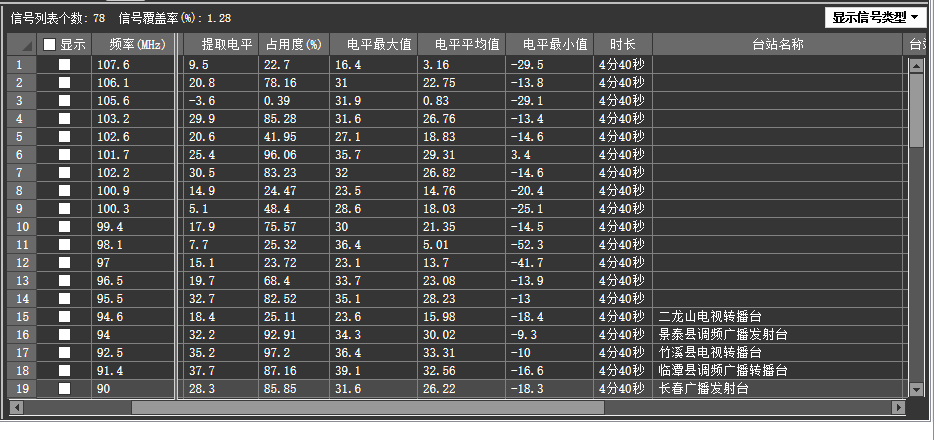 信号列表个数: 78 信号覆盖率(%): 1.28 显示信号类型
显示 频率(MHz) 提取电平 占用度(%) 电平最大值 电平平均值 电平最小值 时长 台站名称
1 107.6 9.5 22.7 16.4 3.16 -29.5 4分40秒
2 106.1 20.8 78.16 31 22.75 -13.8 4分40秒
3 105.6 -3.6 0.39 31.9 0.83 -29.1 4分40秒
4 103.2 29.9 85.28 31.6 26.76 -13.4 4分40秒
5 102.6 20.6 41.95 27.1 18.83 -14.6 4分40秒
6 101.7 25.4 96.06 35.7 29.31 3.4 4分40秒
7 102.2 30.5 83.23 32 26.82 -14.6 4分40秒
8 100.9 14.9 24.47 23.5 14.76 -20.4 4分40秒
9 100.3 5.1 48.4 28.6 18.03 -25.1 4分40秒
10 99.4 17.9 75.57 30 21.35 -14.5 4分40秒
11 98.1 7.7 25.32 36.4 5.01 -52.3 4分40秒
12 97 15.1 23.72 23.1 13.7 -41.7 4分40秒
13 96.5 19.7 68.4 33.7 23.08 -13.9 4分40秒
14 95.5 32.7 82.52 35.1 28.23 -13 4分40秒
15 94.6 18.4 25.11 23.6 15.98 -18.4 4分40秒 二龙山电视转播台
16 94 32.2 92.91 34.3 30.02 -9.3 4分40秒 景泰县调频广播发射台
17 92.5 35.2 97.2 36.4 33.31 -10 4分40秒 竹溪县电视转播台
18 91.4 37.7 87.16 39.1 32.56 -16.6 4分40秒 临潭县调频广播转播台
19 90 28.3 85.85 31.6 26.22 -18.3 4分40秒 长春广播发射台